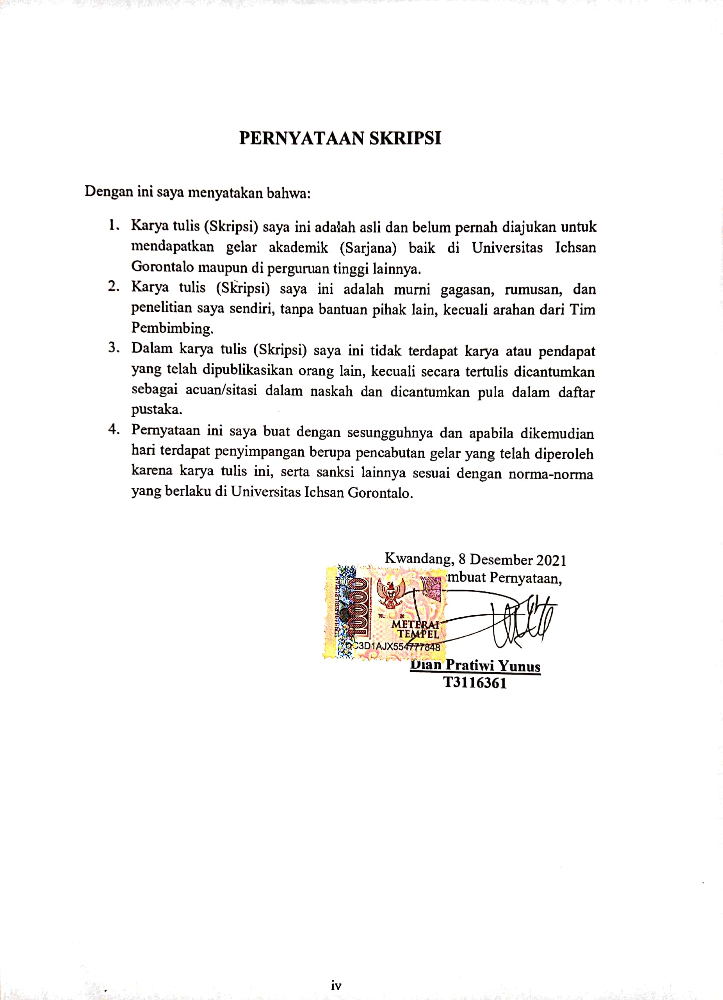 PERNYATAAN SKRIPSI
Dengan ini saya menyatakan bahwa:
1. Karya tulis (Skripsi) saya ini adalah asli dan belum pernah diajukan untuk
mendapatkan gelar akademik (Sarjana) baik di Universitas Ichsan
Gorontalo maupun di perguruan tinggi lainnya.
2. Karya tulis (Skripsi) saya ini adalah murni gagasan, rumusan, dan
penelitian saya sendiri, tanpa bantuan pihak lain, kecuali arahan dari Tim
Pembimbing.
3. Dalam karya tulis (Skripsi) saya ini tidak terdapat karya atau pendapat
yang telah dipublikasikan orang lain, kecuali secara tertulis dicantumkan
sebagai acuan/sitasi dalam naskah dan dicantumkan pula dalam daftar
pustaka.
4. Pernyataan ini saya buat dengan sesungguhnya dan apabila dikemudian
hari terdapat penyimpangan berupa pencabutan gelar yang telah diperoleh
karena karya tulis ini, serta sanksi lainnya sesuai dengan norma-norma
yang berlaku di Universitas Ichsan Gorontalo.
Kwandang, 8 Desember 2021
mbuat Pernyataan,
10000
TGL. 20
METERAI
TEMPEL
C3D1AJX554777848
Dian Pratiwi Yunus
T3116361
iv